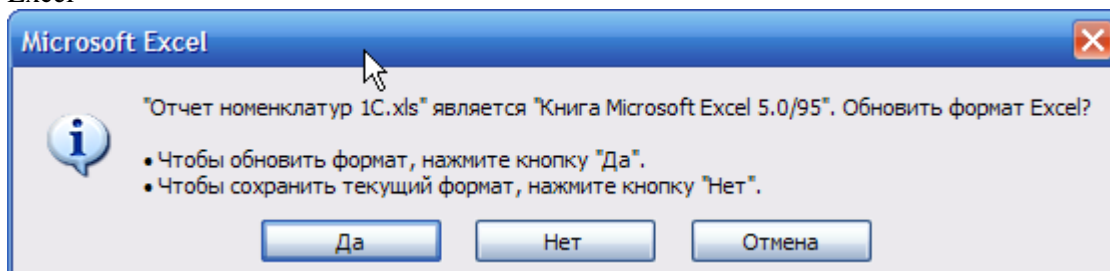 Excel
Microsoft Excel
"Отчет номенклатур 1С.xls" является "Книга Microsoft Excel 5.0/95". Обновить формат Excel?
• Чтобы обновить формат, нажмите кнопку "Да".
• Чтобы сохранить текущий формат, нажмите кнопку "Нет".
Да Нет Отмена